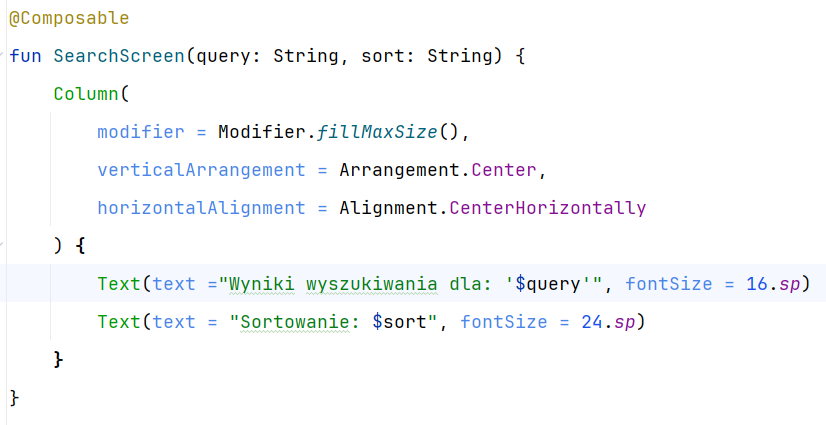 @Composable
fun SearchScreen(query: String, sort: String) {
    Column(
        modifier = Modifier.fillMaxSize(),
        verticalArrangement = Arrangement.Center,
        horizontalAlignment = Alignment.CenterHorizontally
    ) {
        Text(text ="Wyniki wyszukiwania dla: '$query'", fontSize = 16.sp)
        Text(text = "Sortowanie: $sort", fontSize = 24.sp)
    }
}